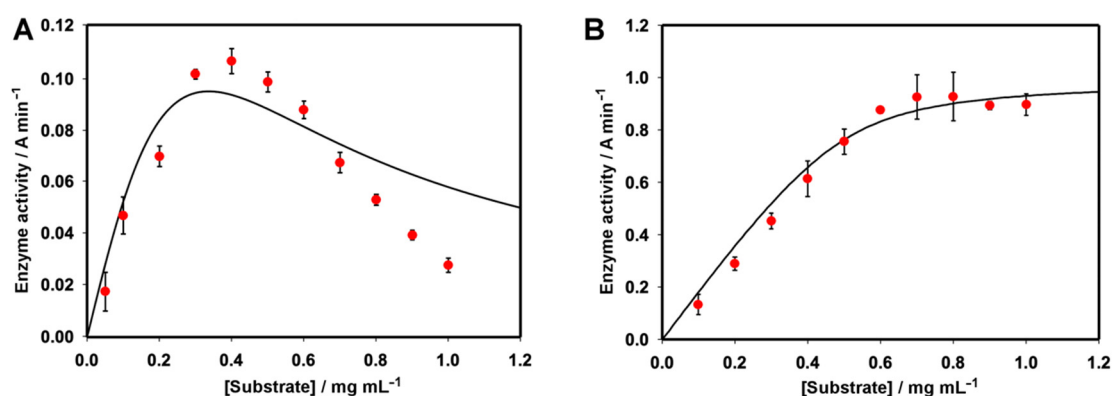 A
Enzyme activity / A min⁻¹
0.12
0.10
0.08
0.06
0.04
0.02
0.00
0.0 0.2 0.4 0.6 0.8 1.0 1.2
[Substrate] / mg mL⁻¹
B
Enzyme activity / A min⁻¹
1.2
1.0
0.8
0.6
0.4
0.2
0.0
0.0 0.2 0.4 0.6 0.8 1.0 1.2
[Substrate] / mg mL⁻¹